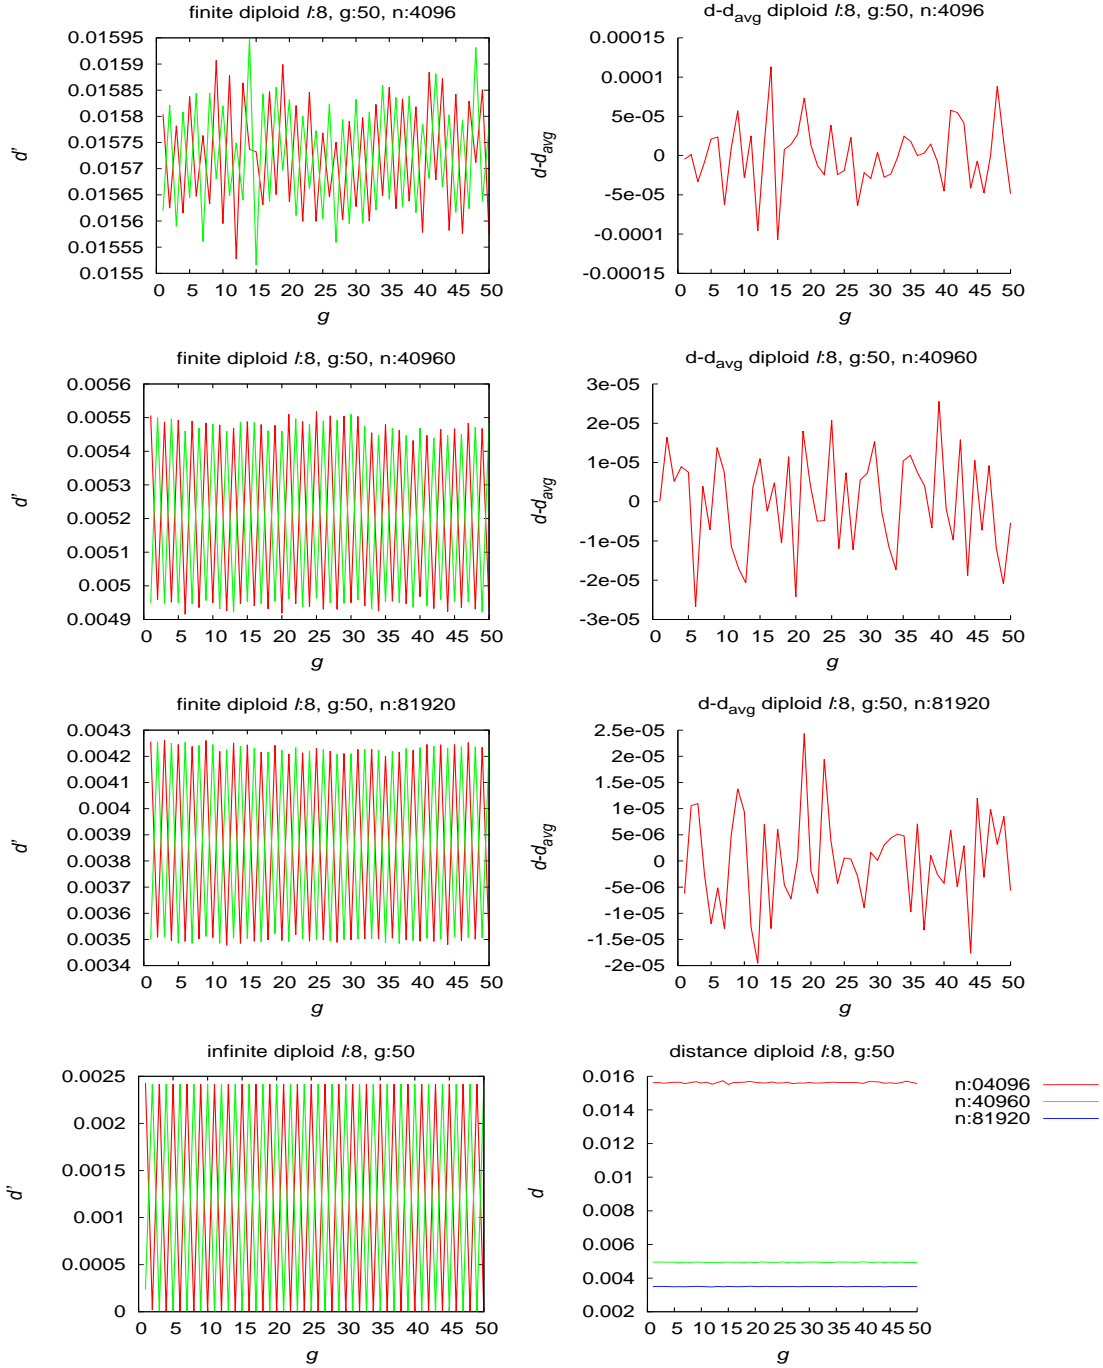 finite diploid l:8, g:50, n:4096
0.01595
0.0159
0.01585
0.0158
0.01575
0.0157
0.01565
0.0156
0.01555
0.0155
d'
0 5 10 15 20 25 30 35 40 45 50
g
d-davg diploid l:8, g:50, n:4096
0.00015
0.0001
5e-05
0
-5e-05
-0.0001
-0.00015
d-davg
0 5 10 15 20 25 30 35 40 45 50
g
finite diploid l:8, g:50, n:40960
0.0056
0.0055
0.0054
0.0053
0.0052
0.0051
0.005
0.0049
d'
0 5 10 15 20 25 30 35 40 45 50
g
d-davg diploid l:8, g:50, n:40960
3e-05
2e-05
1e-05
0
-1e-05
-2e-05
-3e-05
d-davg
0 5 10 15 20 25 30 35 40 45 50
g
finite diploid l:8, g:50, n:81920
0.0043
0.0042
0.0041
0.004
0.0039
0.0038
0.0037
0.0036
0.0035
0.0034
d'
0 5 10 15 20 25 30 35 40 45 50
g
d-davg diploid l:8, g:50, n:81920
2.5e-05
2e-05
1.5e-05
1e-05
5e-06
0
-5e-06
-1e-05
-1.5e-05
-2e-05
d-davg
0 5 10 15 20 25 30 35 40 45 50
g
infinite diploid l:8, g:50
0.0025
0.002
0.0015
0.001
0.0005
0
d'
0 5 10 15 20 25 30 35 40 45 50
g
distance diploid l:8, g:50
0.016
0.014
0.012
0.01
0.008
0.006
0.004
0.002
d
0 5 10 15 20 25 30 35 40 45 50
g
n:04096
n:40960
n:81920